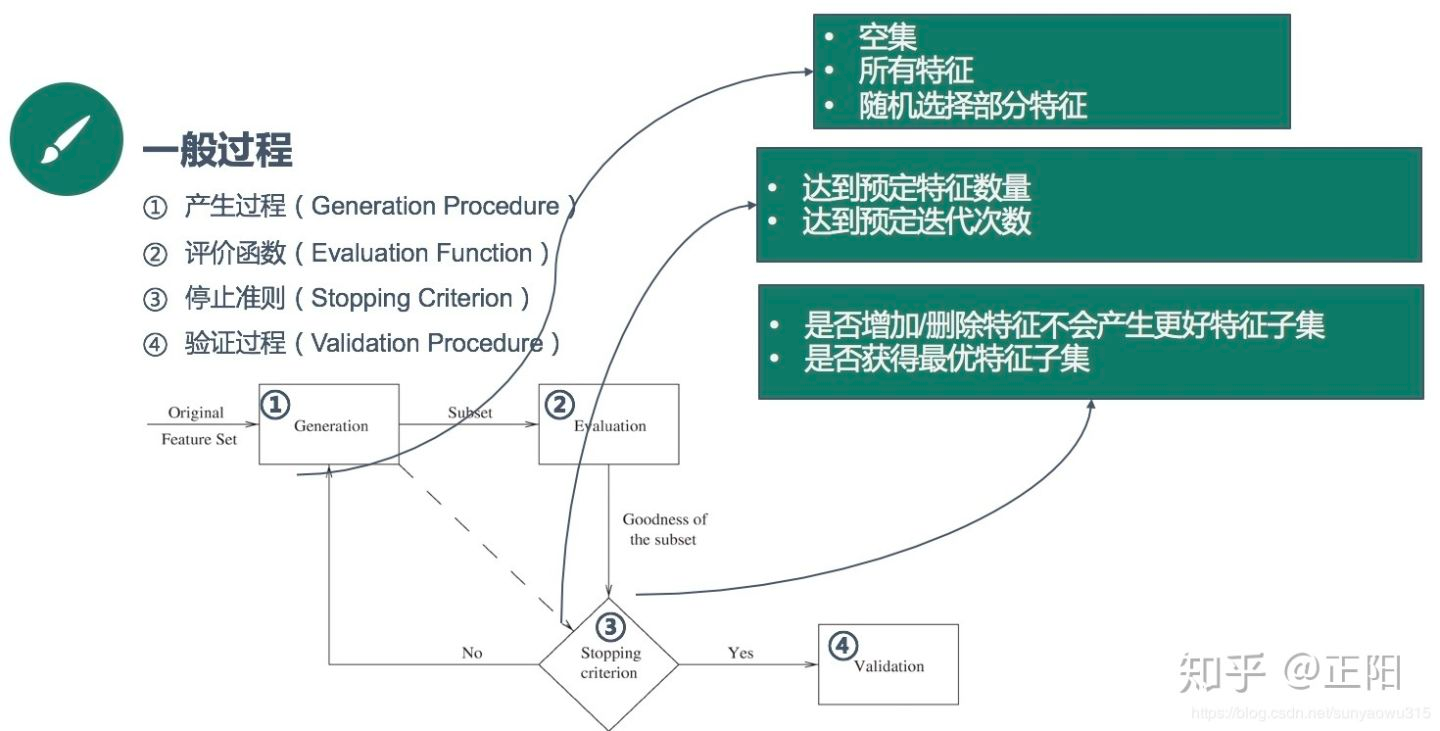 一般过程
① 产生过程（Generation Procedure）
② 评价函数（Evaluation Function）
③ 停止准则（Stopping Criterion）
④ 验证过程（Validation Procedure）
• 空集
• 所有特征
• 随机选择部分特征
• 达到预定特征数量
• 达到预定迭代次数
• 是否增加/删除特征不会产生更好特征子集
• 是否获得最优特征子集
Original
Feature Set
①
Generation
Subset
②
Evaluation
Goodness of
the subset
③
Stopping
criterion
No
Yes
④
Validation
知乎 @正阳
https://blog.csdn.net/sunyaowu315